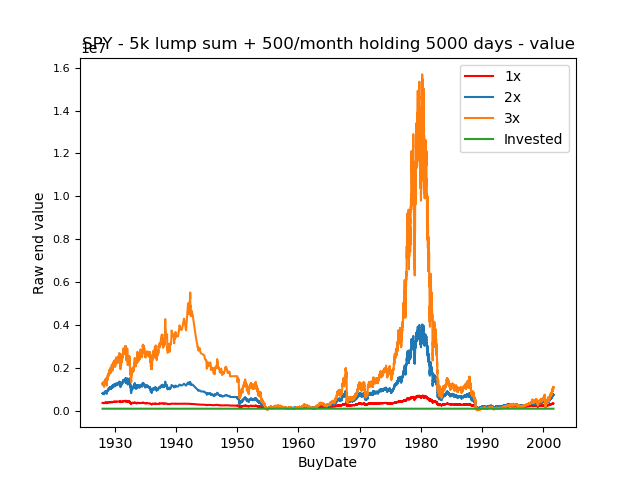 SPY - 5k lump sum + 500/month holding 5000 days - value
1e7
1.6
1.4
1.2
1.0
0.8
0.6
0.4
0.2
0.0
Raw end value
1x
2x
3x
Invested
1930 1940 1950 1960 1970 1980 1990 2000
BuyDate